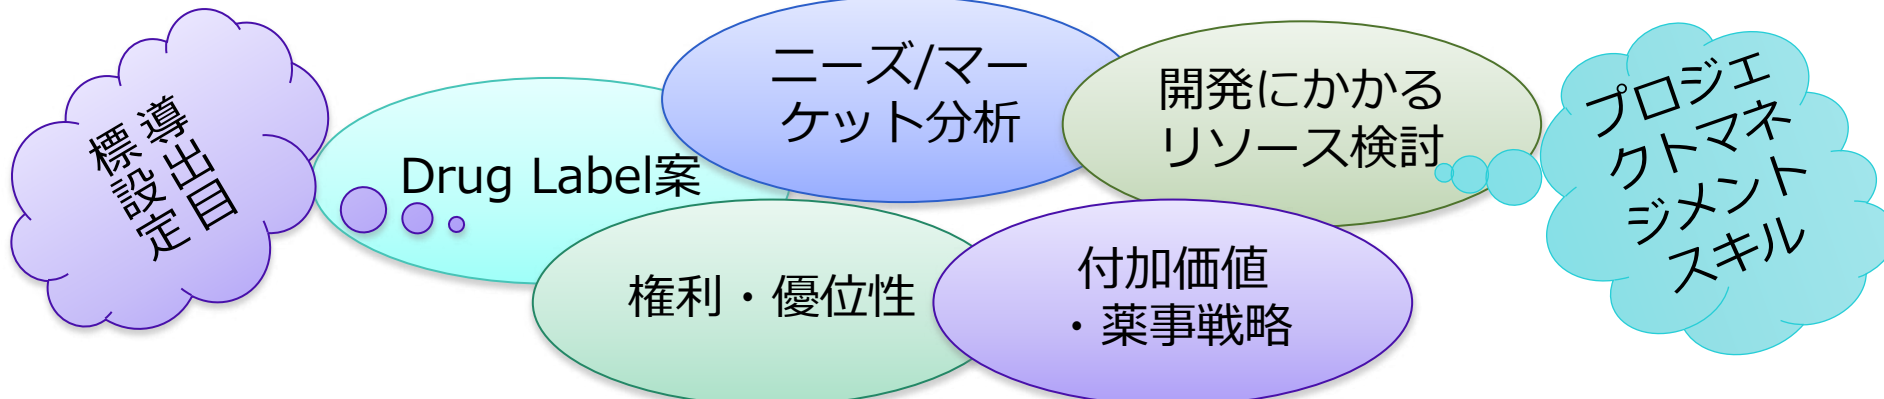 導出目
標設定
Drug Label案
ニーズ/マー
ケット分析
開発にかかる
リソース検討
権利・優位性
付加価値
・薬事戦略
プロジェ
クトマネ
ジメント
スキル